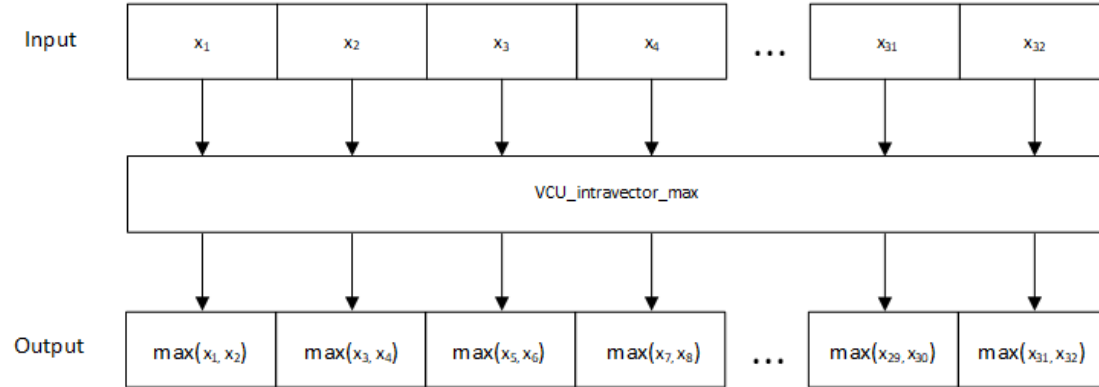 Input x₁ x₂ x₃ x₄ ... x₃₁ x₃₂
VCU_intravector_max
Output max(x₁, x₂) max(x₃, x₄) max(x₅, x₆) max(x₇, x₈) ... max(x₂₉, x₃₀) max(x₃₁, x₃₂)